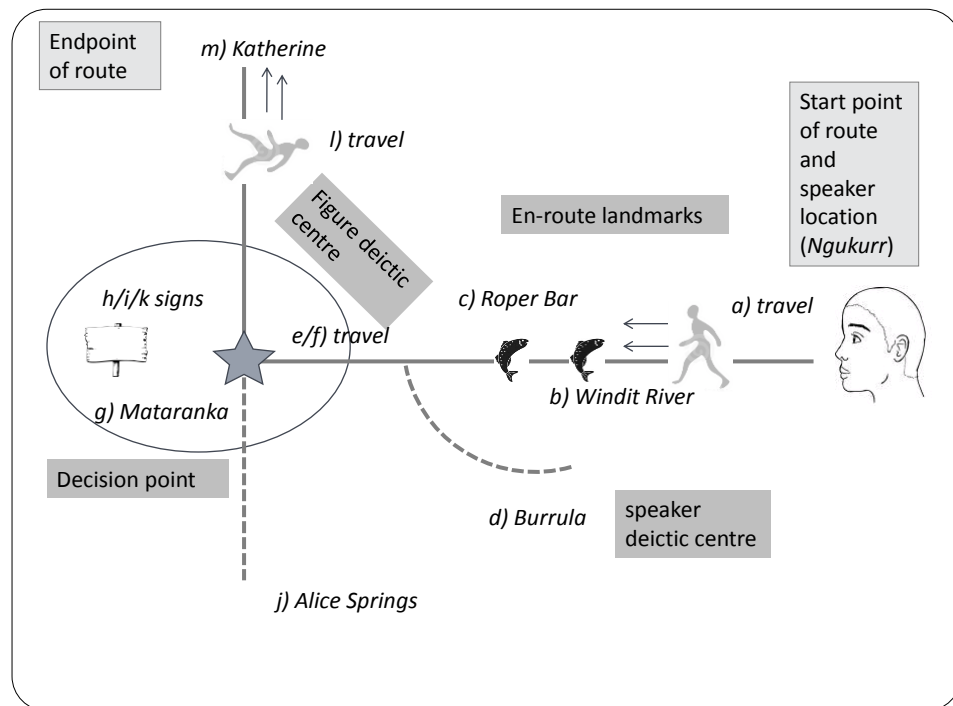 Endpoint
of route
m) Katherine
Start point
of route
and
speaker
location
(Ngukurr)
l) travel
Figure deictic
centre
En-route landmarks
h/i/k signs
c) Roper Bar
a) travel
e/f) travel
b) Windit River
g) Mataranka
Decision point
d) Burrula
speaker
deictic centre
j) Alice Springs